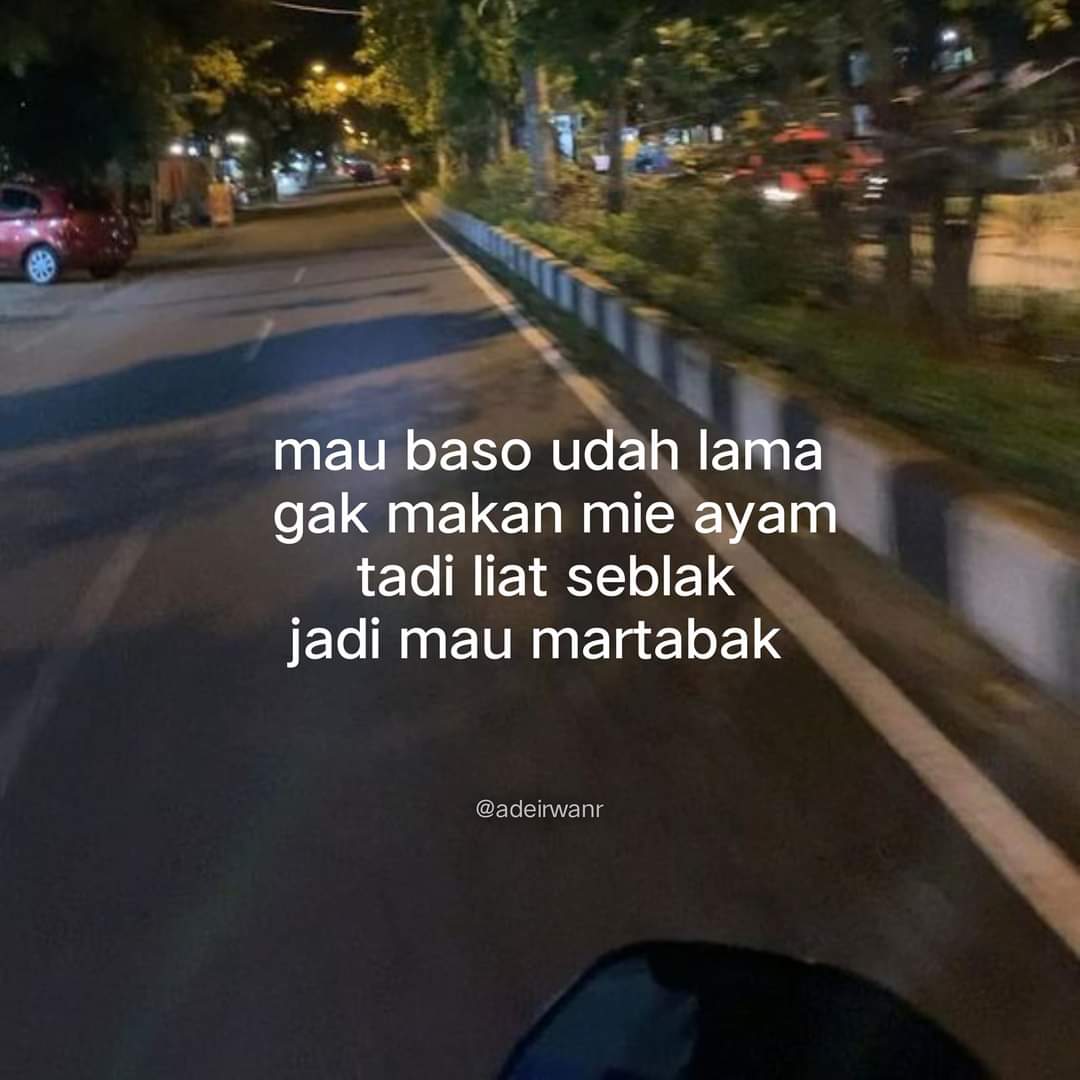 mau baso udah lama
gak makan mie ayam
tadi liat seblak
jadi mau martabak
@adeirwanr